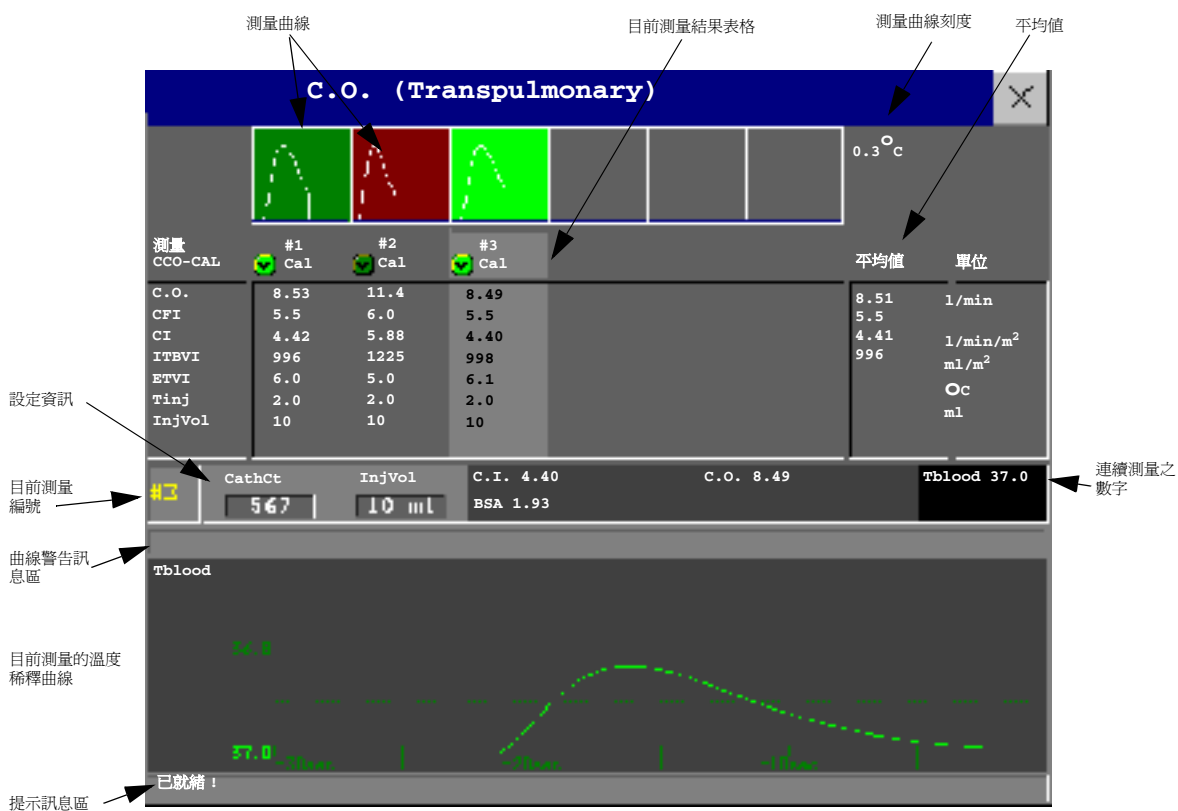 測量曲線
目前測量結果表格
測量曲線刻度
平均值
C.O. (Transpulmonary)
0.3°C
測量
CCO-CAL
#1
Cal
#2
Cal
#3
Cal
平均值
單位
C.O. 8.53 11.4 8.49 8.51 l/min
CFI 5.5 6.0 5.5 5.5
CI 4.42 5.88 4.40 4.41 l/min/m²
ITBVI 996 1225 998 996 ml/m²
ETVI 6.0 5.0 6.1
Tinj 2.0 2.0 2.0 °C
InjVol 10 10 10 ml
設定資訊
目前測量
編號
#3
CathCt
567
InjVol
10 ml
C.I. 4.40
C.O. 8.49
BSA 1.93
Tblood 37.0
連續測量之
數字
曲線警告訊
息區
Tblood
目前測量的溫度
稀釋曲線
36.8
37.0
已就緒！
提示訊息區